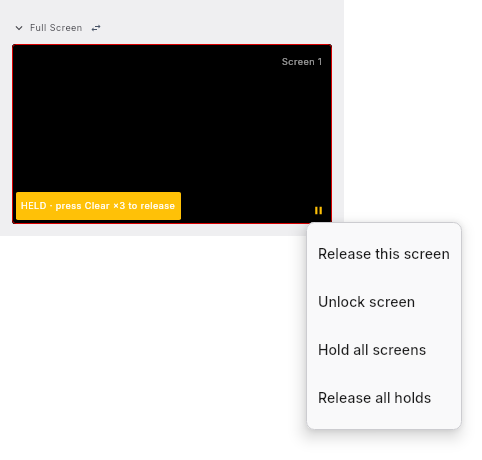 Full Screen
Screen 1
HELD · press Clear ×3 to release
Release this screen
Unlock screen
Hold all screens
Release all holds